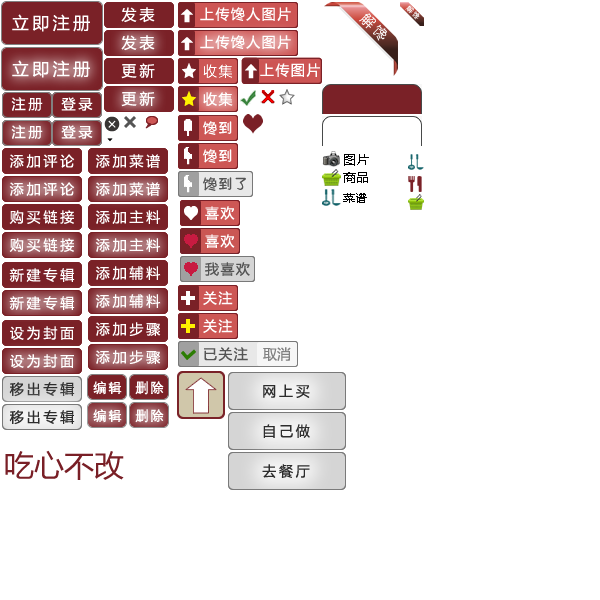 立即注册
立即注册
注册 登录
注册 登录
添加评论
添加评论
购买链接
购买链接
新建专辑
新建专辑
设为封面
设为封面
移出专辑
移出专辑
吃心不改
发表
发表
更新
更新
添加菜谱
添加菜谱
添加主料
添加主料
添加辅料
添加辅料
添加步骤
添加步骤
编辑 删除
编辑 删除
上传馋人图片
上传馋人图片
收集 上传图片
收集
馋到
馋到
馋到了
喜欢
喜欢
我喜欢
关注
关注
已关注 取消
网上买
自己做
去餐厅
解馋
解馋
图片
商品
菜谱